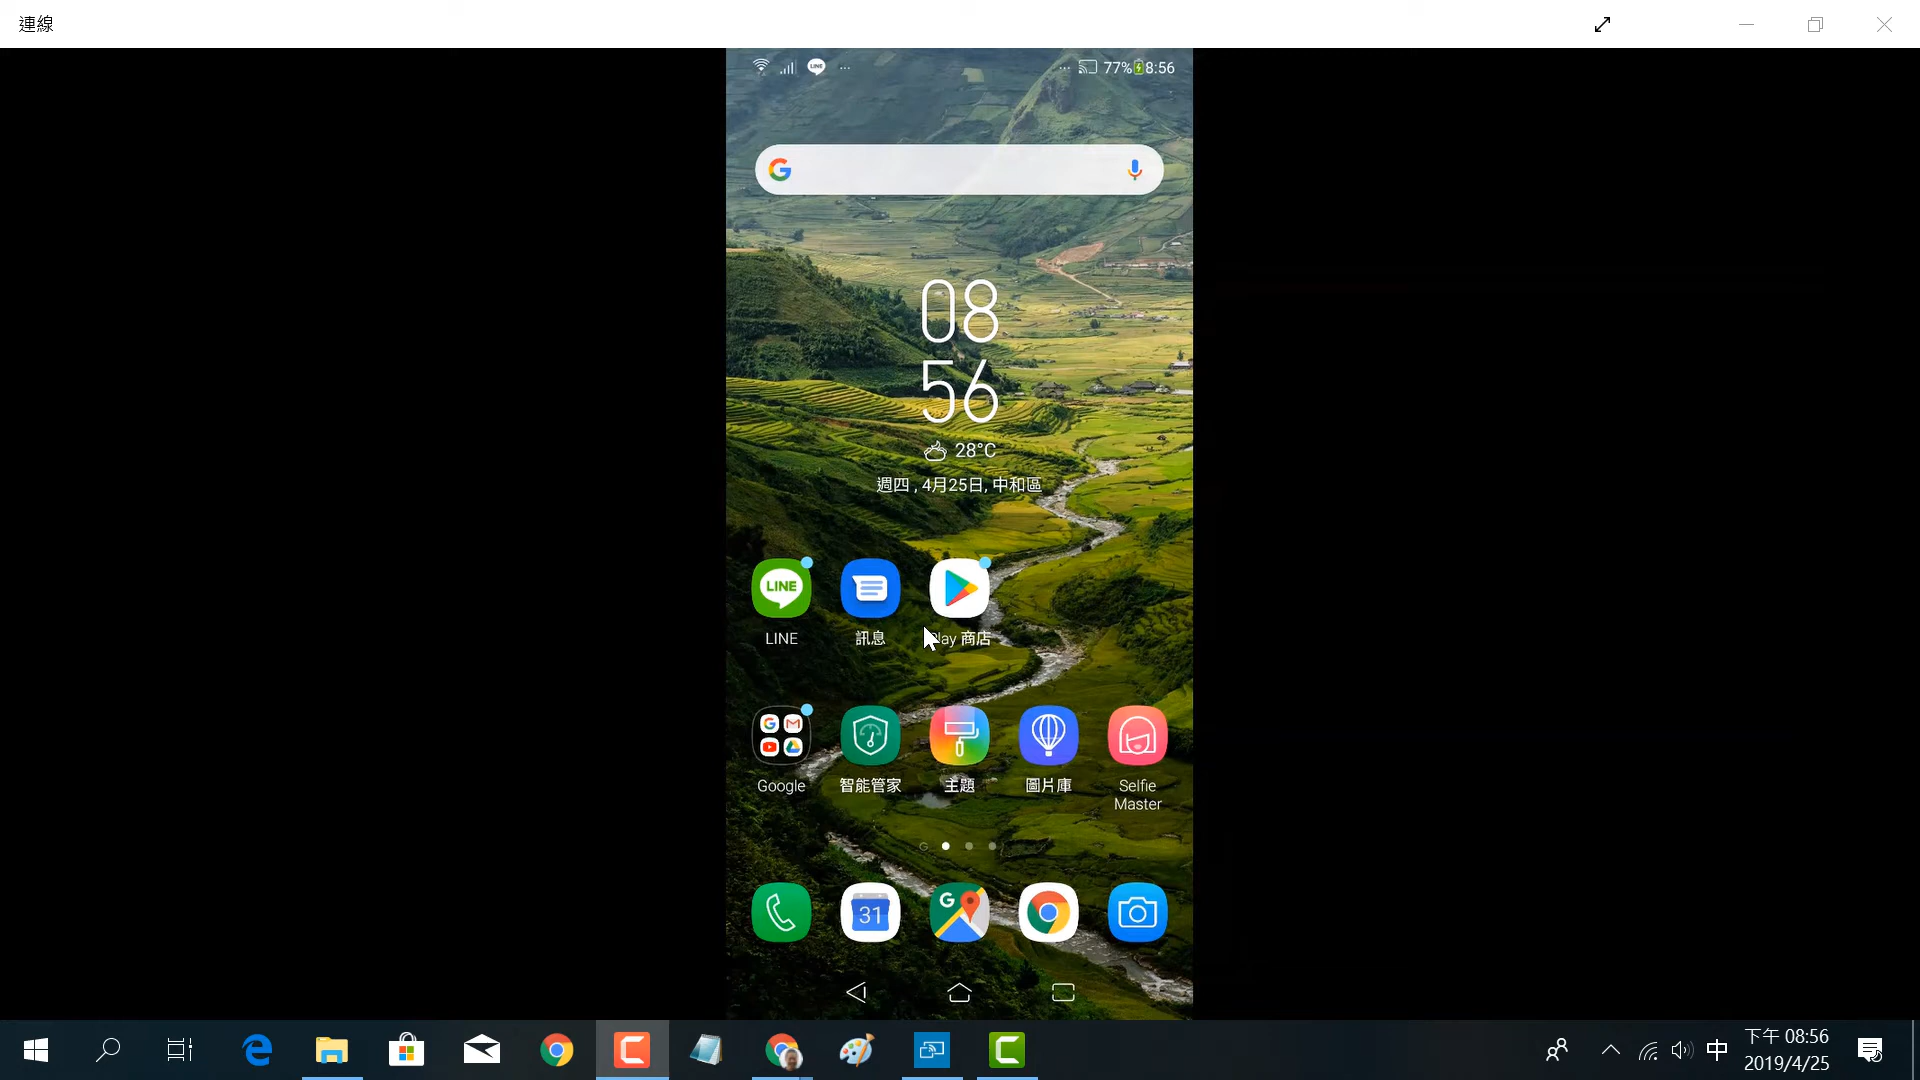 連線
LINE
77%
8:56
G
08
56
28°C
週四 , 4月25日, 中和區
LINE
LINE
訊息
Play 商店
G
M
Google
智能管家
主題
圖片庫
Selfie
Master
G
31
G
中
下午 08:56
2019/4/25